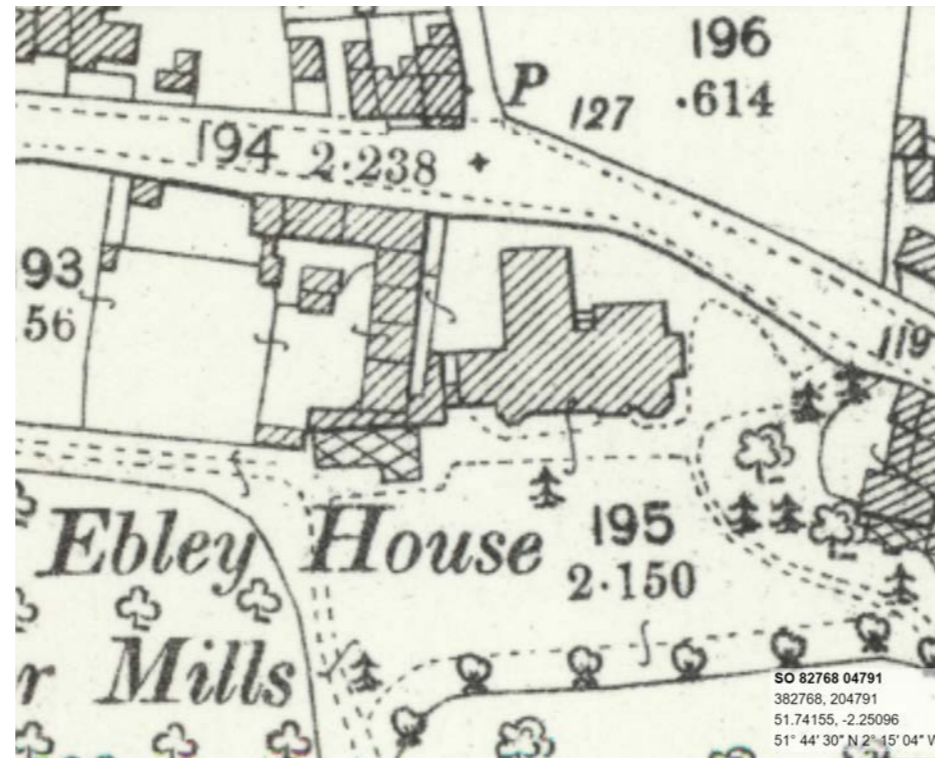 196
P 127 .614
194 2.238
93
56
119
Ebley House
195
2.150
r Mills
SO 82768 04791
382768, 204791
51.74155, -2.25096
51° 44′ 30″ N 2° 15′ 04″ W